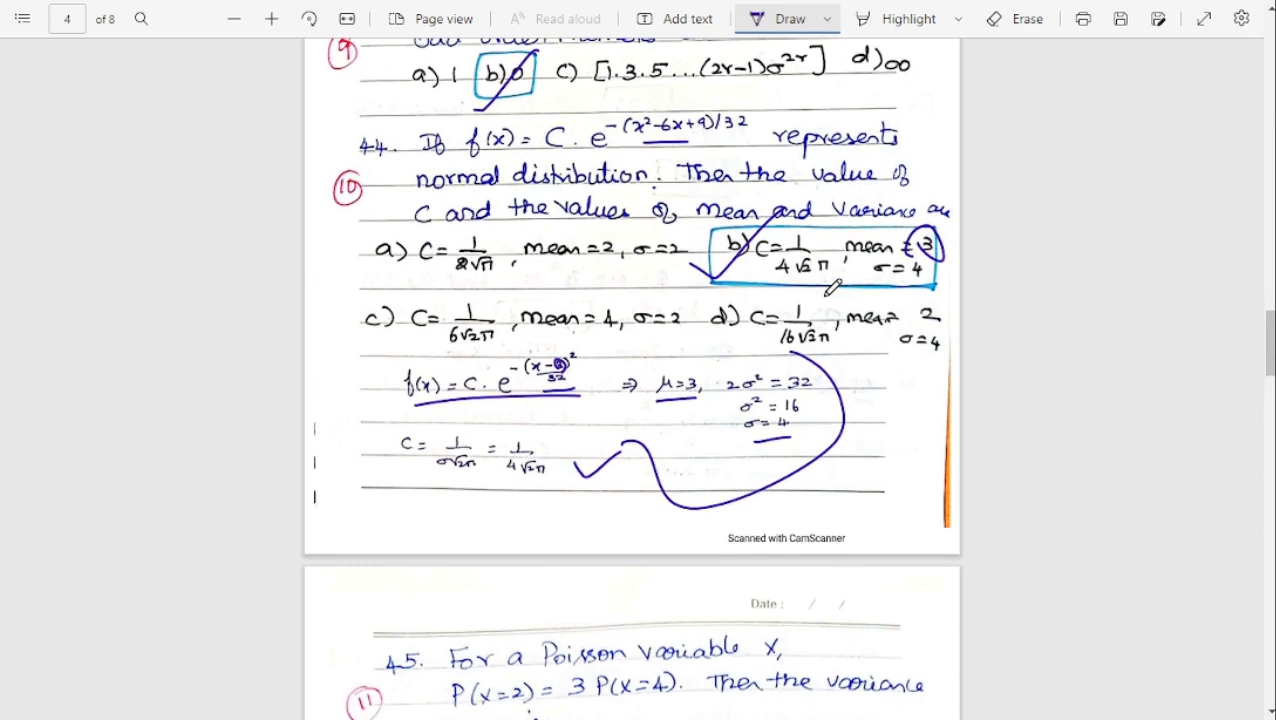 4
of 8
Page view
Read aloud
Add text
Draw
Highlight
Erase
9
a) 1 b) 0 c) [1.3.5...(2r-1)σ²ʳ] d) ∞
44. If f(x) = C. e^-(x²-6x+9)/32 represents
10
normal distribution. Then the value of
C and the values of mean and Variance are
a) C= 1/2√π, mean=2, σ=2 b) C= 1/4√2π, mean = 3
σ=4
c) C= 1/6√2π, mean=4, σ=2 d) C= 1/16√2π, mean= 2
σ=4
f(x) = C. e^-(x-3)²/32 ⇒ μ=3, 2σ² = 32
σ² = 16
σ= 4
C= 1/σ√2π = 1/4√2π
Scanned with CamScanner
Date : / /
45. For a Poisson variable X,
11
P(X=2) = 3 P(X=4). Then the variance